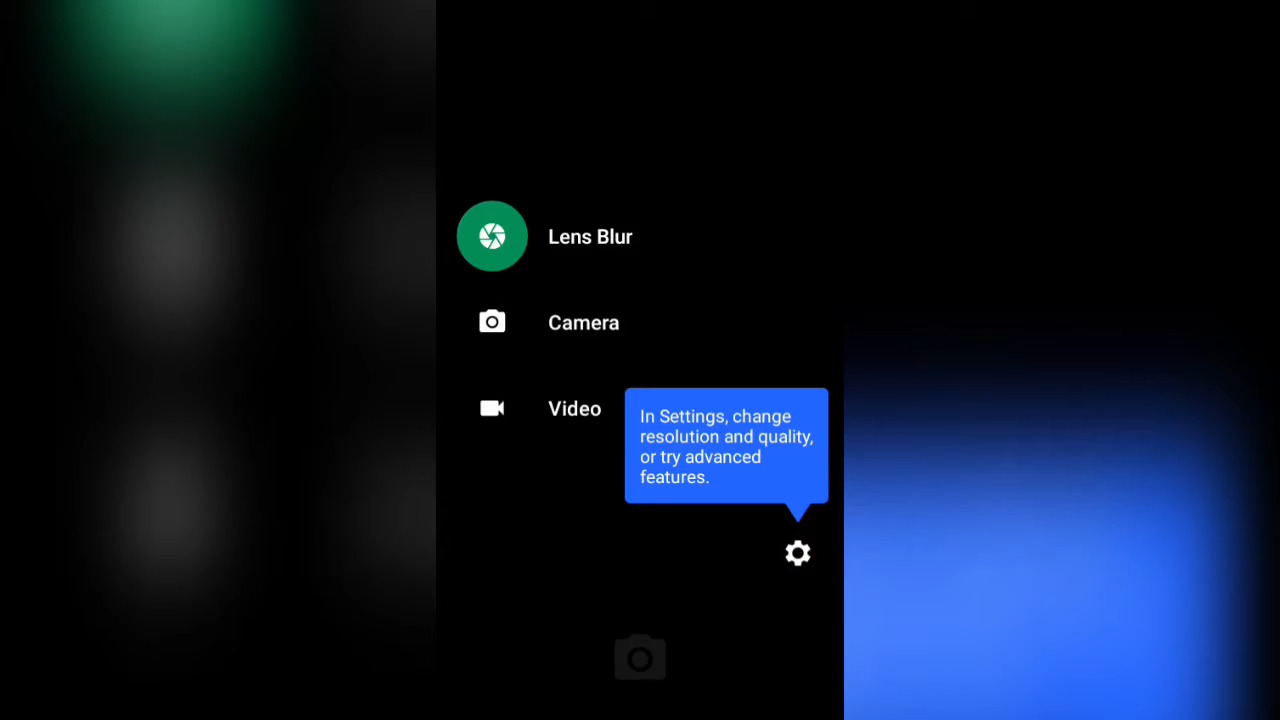 Lens Blur
Camera
Video
In Settings, change
resolution and quality,
or try advanced
features.